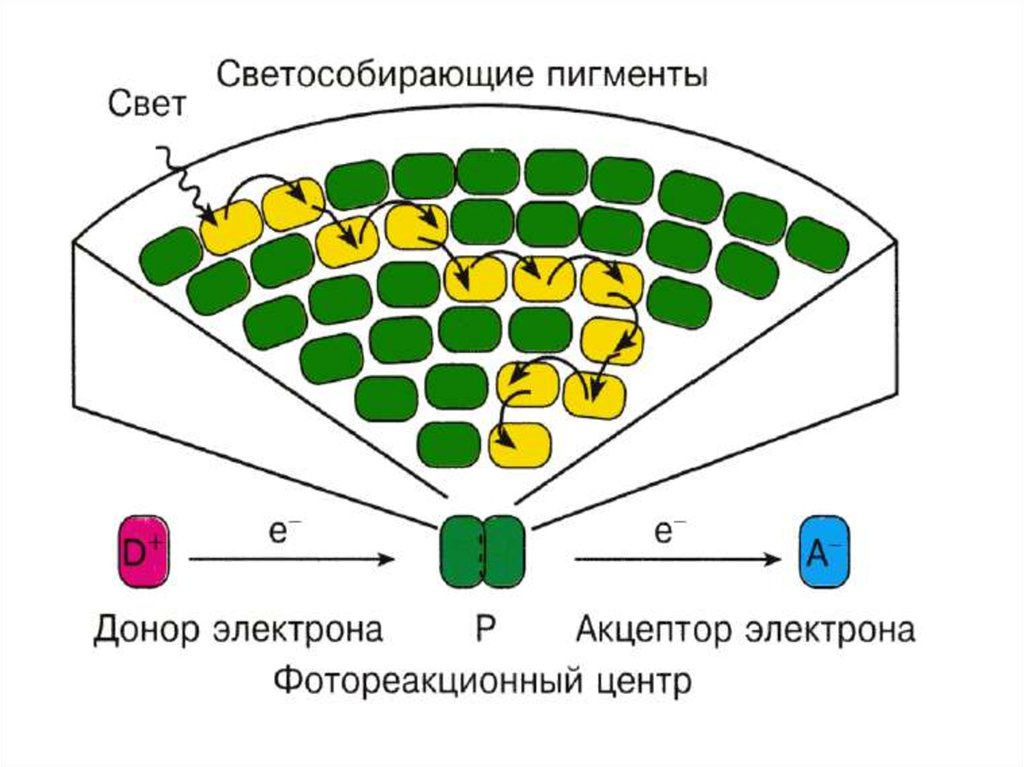 Светособирающие пигменты
Свет
e⁻ e⁻
D⁺ A⁻
Донор электрона P Акцептор электрона
Фотореакционный центр